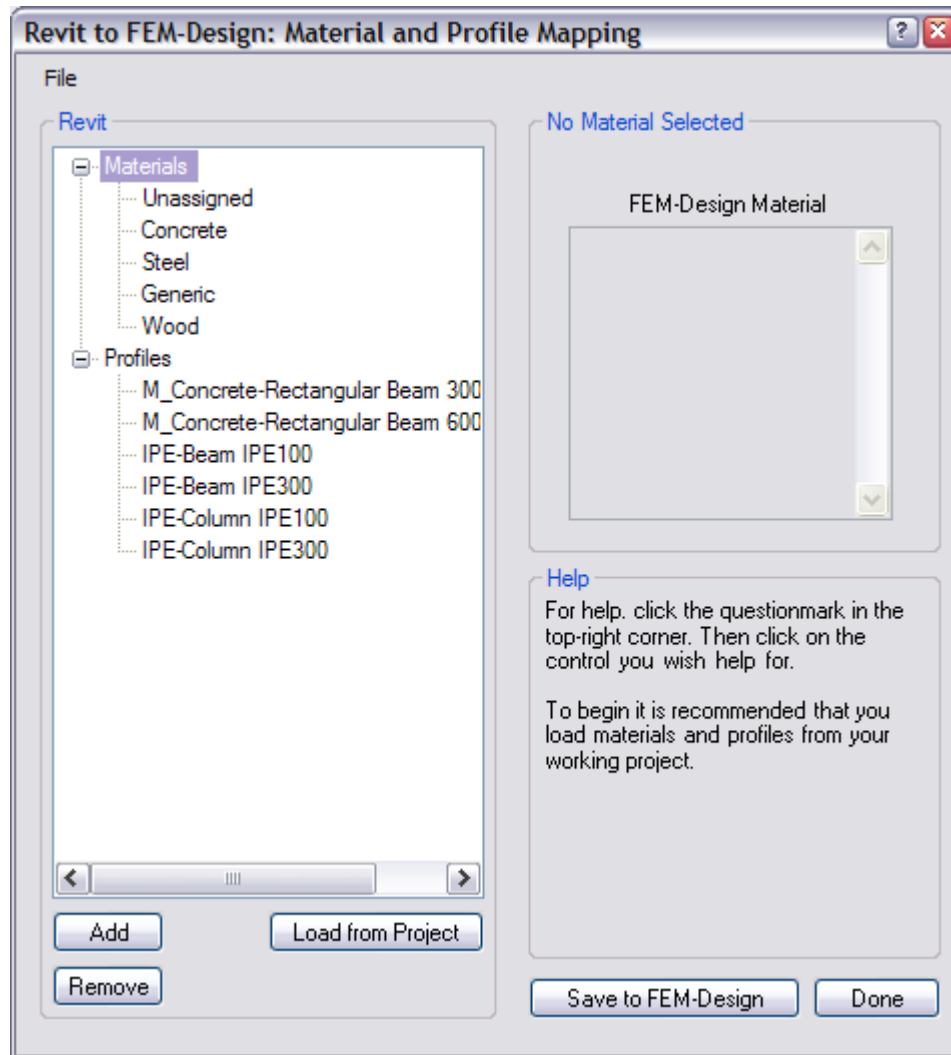 Revit to FEM-Design: Material and Profile Mapping
File
Revit
Materials
Unassigned
Concrete
Steel
Generic
Wood
Profiles
M_Concrete-Rectangular Beam 300
M_Concrete-Rectangular Beam 600
IPE-Beam IPE100
IPE-Beam IPE300
IPE-Column IPE100
IPE-Column IPE300
Add
Load from Project
Remove
No Material Selected
FEM-Design Material
Help
For help. click the questionmark in the
top-right corner. Then click on the
control you wish help for.
To begin it is recommended that you
load materials and profiles from your
working project.
Save to FEM-Design
Done